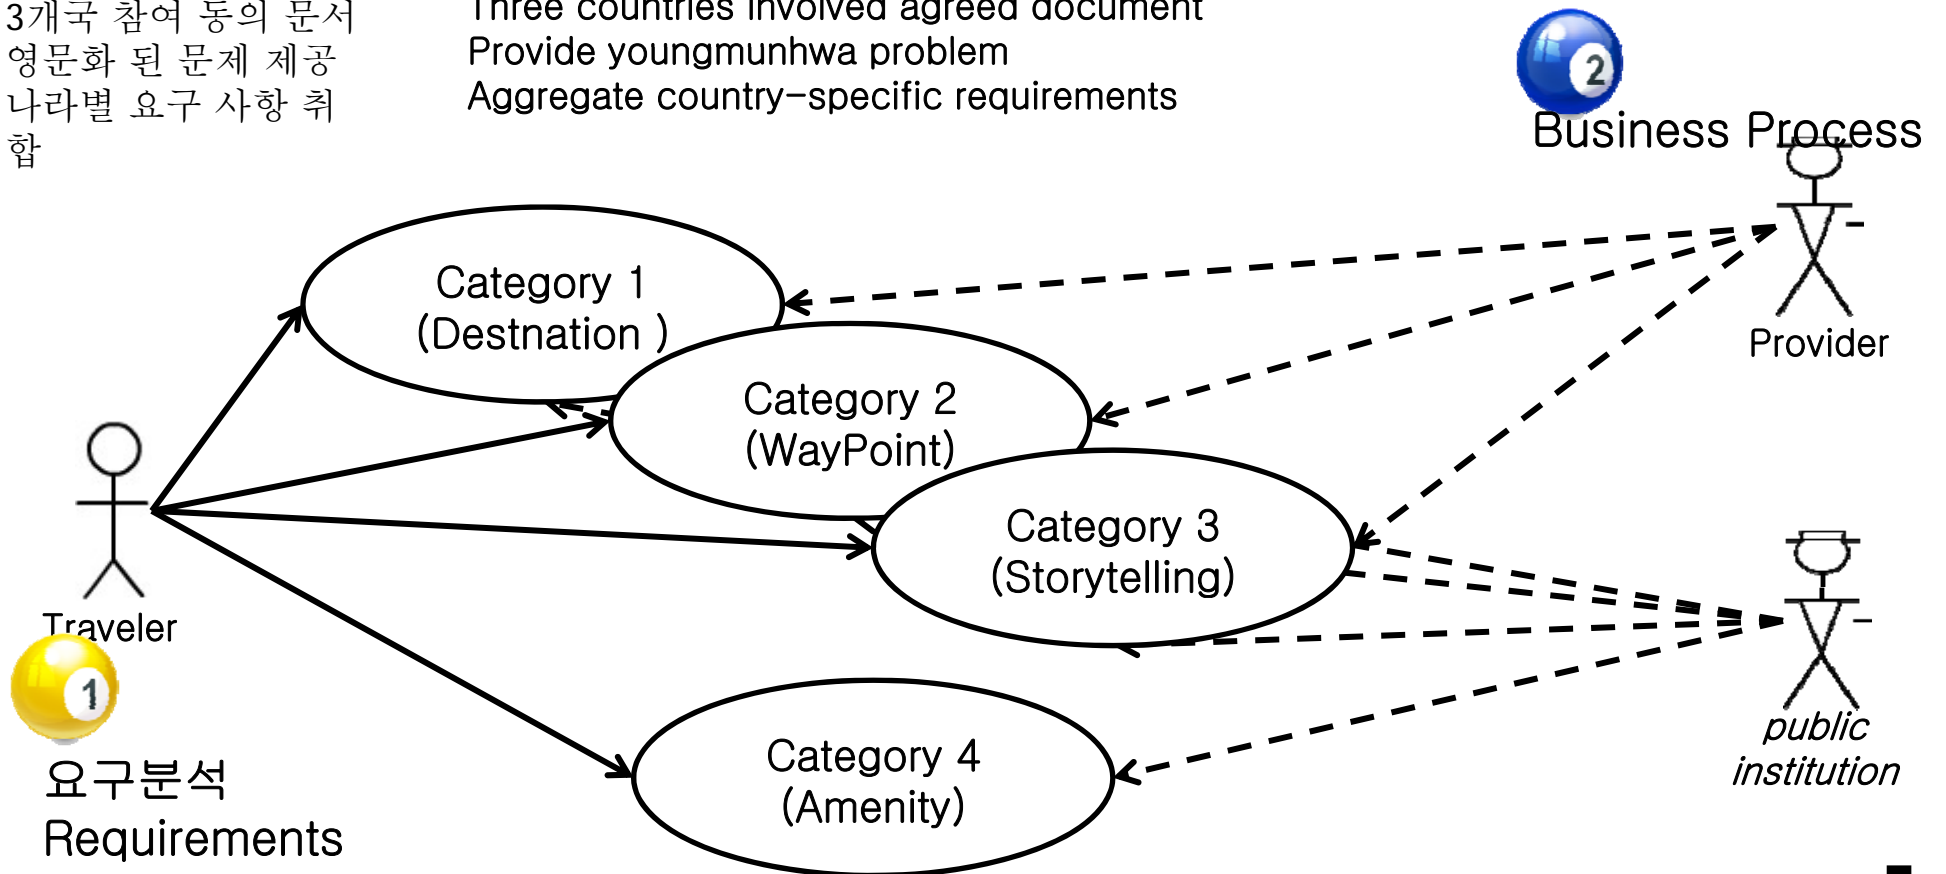 3개국 참여 동의 문서
영문화 된 문제 제공
나라별 요구 사항 취
합
Three countries involved agreed document
Provide youngmunhwa problem
Aggregate country-specific requirements
2
Business Process
Provider
Category 1
(Destnation )
Category 2
(WayPoint)
Category 3
(Storytelling)
Category 4
(Amenity)
Traveler
1
요구분석
Requirements
public
institution